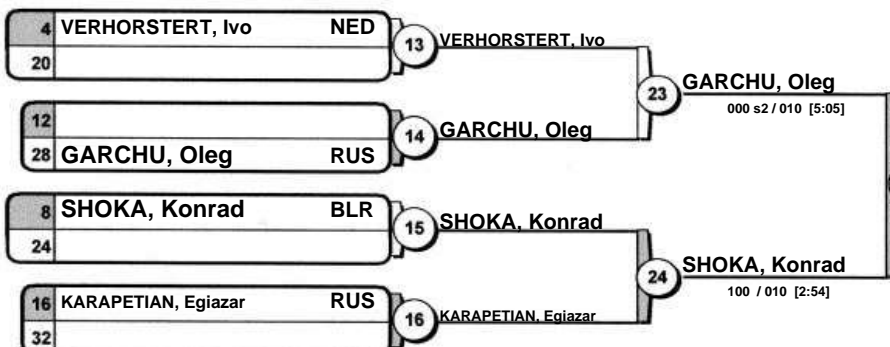 4 VERHORSTERT, Ivo NED
20
13 VERHORSTERT, Ivo
12
28 GARCHU, Oleg RUS
14 GARCHU, Oleg
23 GARCHU, Oleg
000 s2 / 010 [5:05]
8 SHOKA, Konrad BLR
24
15 SHOKA, Konrad
16 KARAPETIAN, Egiazar RUS
32
16 KARAPETIAN, Egiazar
24 SHOKA, Konrad
100 / 010 [2:54]